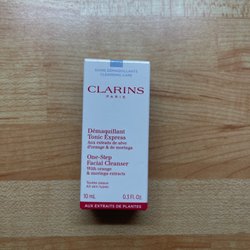 SOINS DÉMAQUILLANTS
CLEANSING CARE
CLARINS
PARIS
Démaquillant
Tonic Express
Aux extraits de aloe
d'orange & de moringa
One-Step
Facial Cleanser
With orange
& moringa extracts
Toutes peaux
All skin types
10 mL 0.3 Fl. Oz.
AUX EXTRAITS DE PLANTES